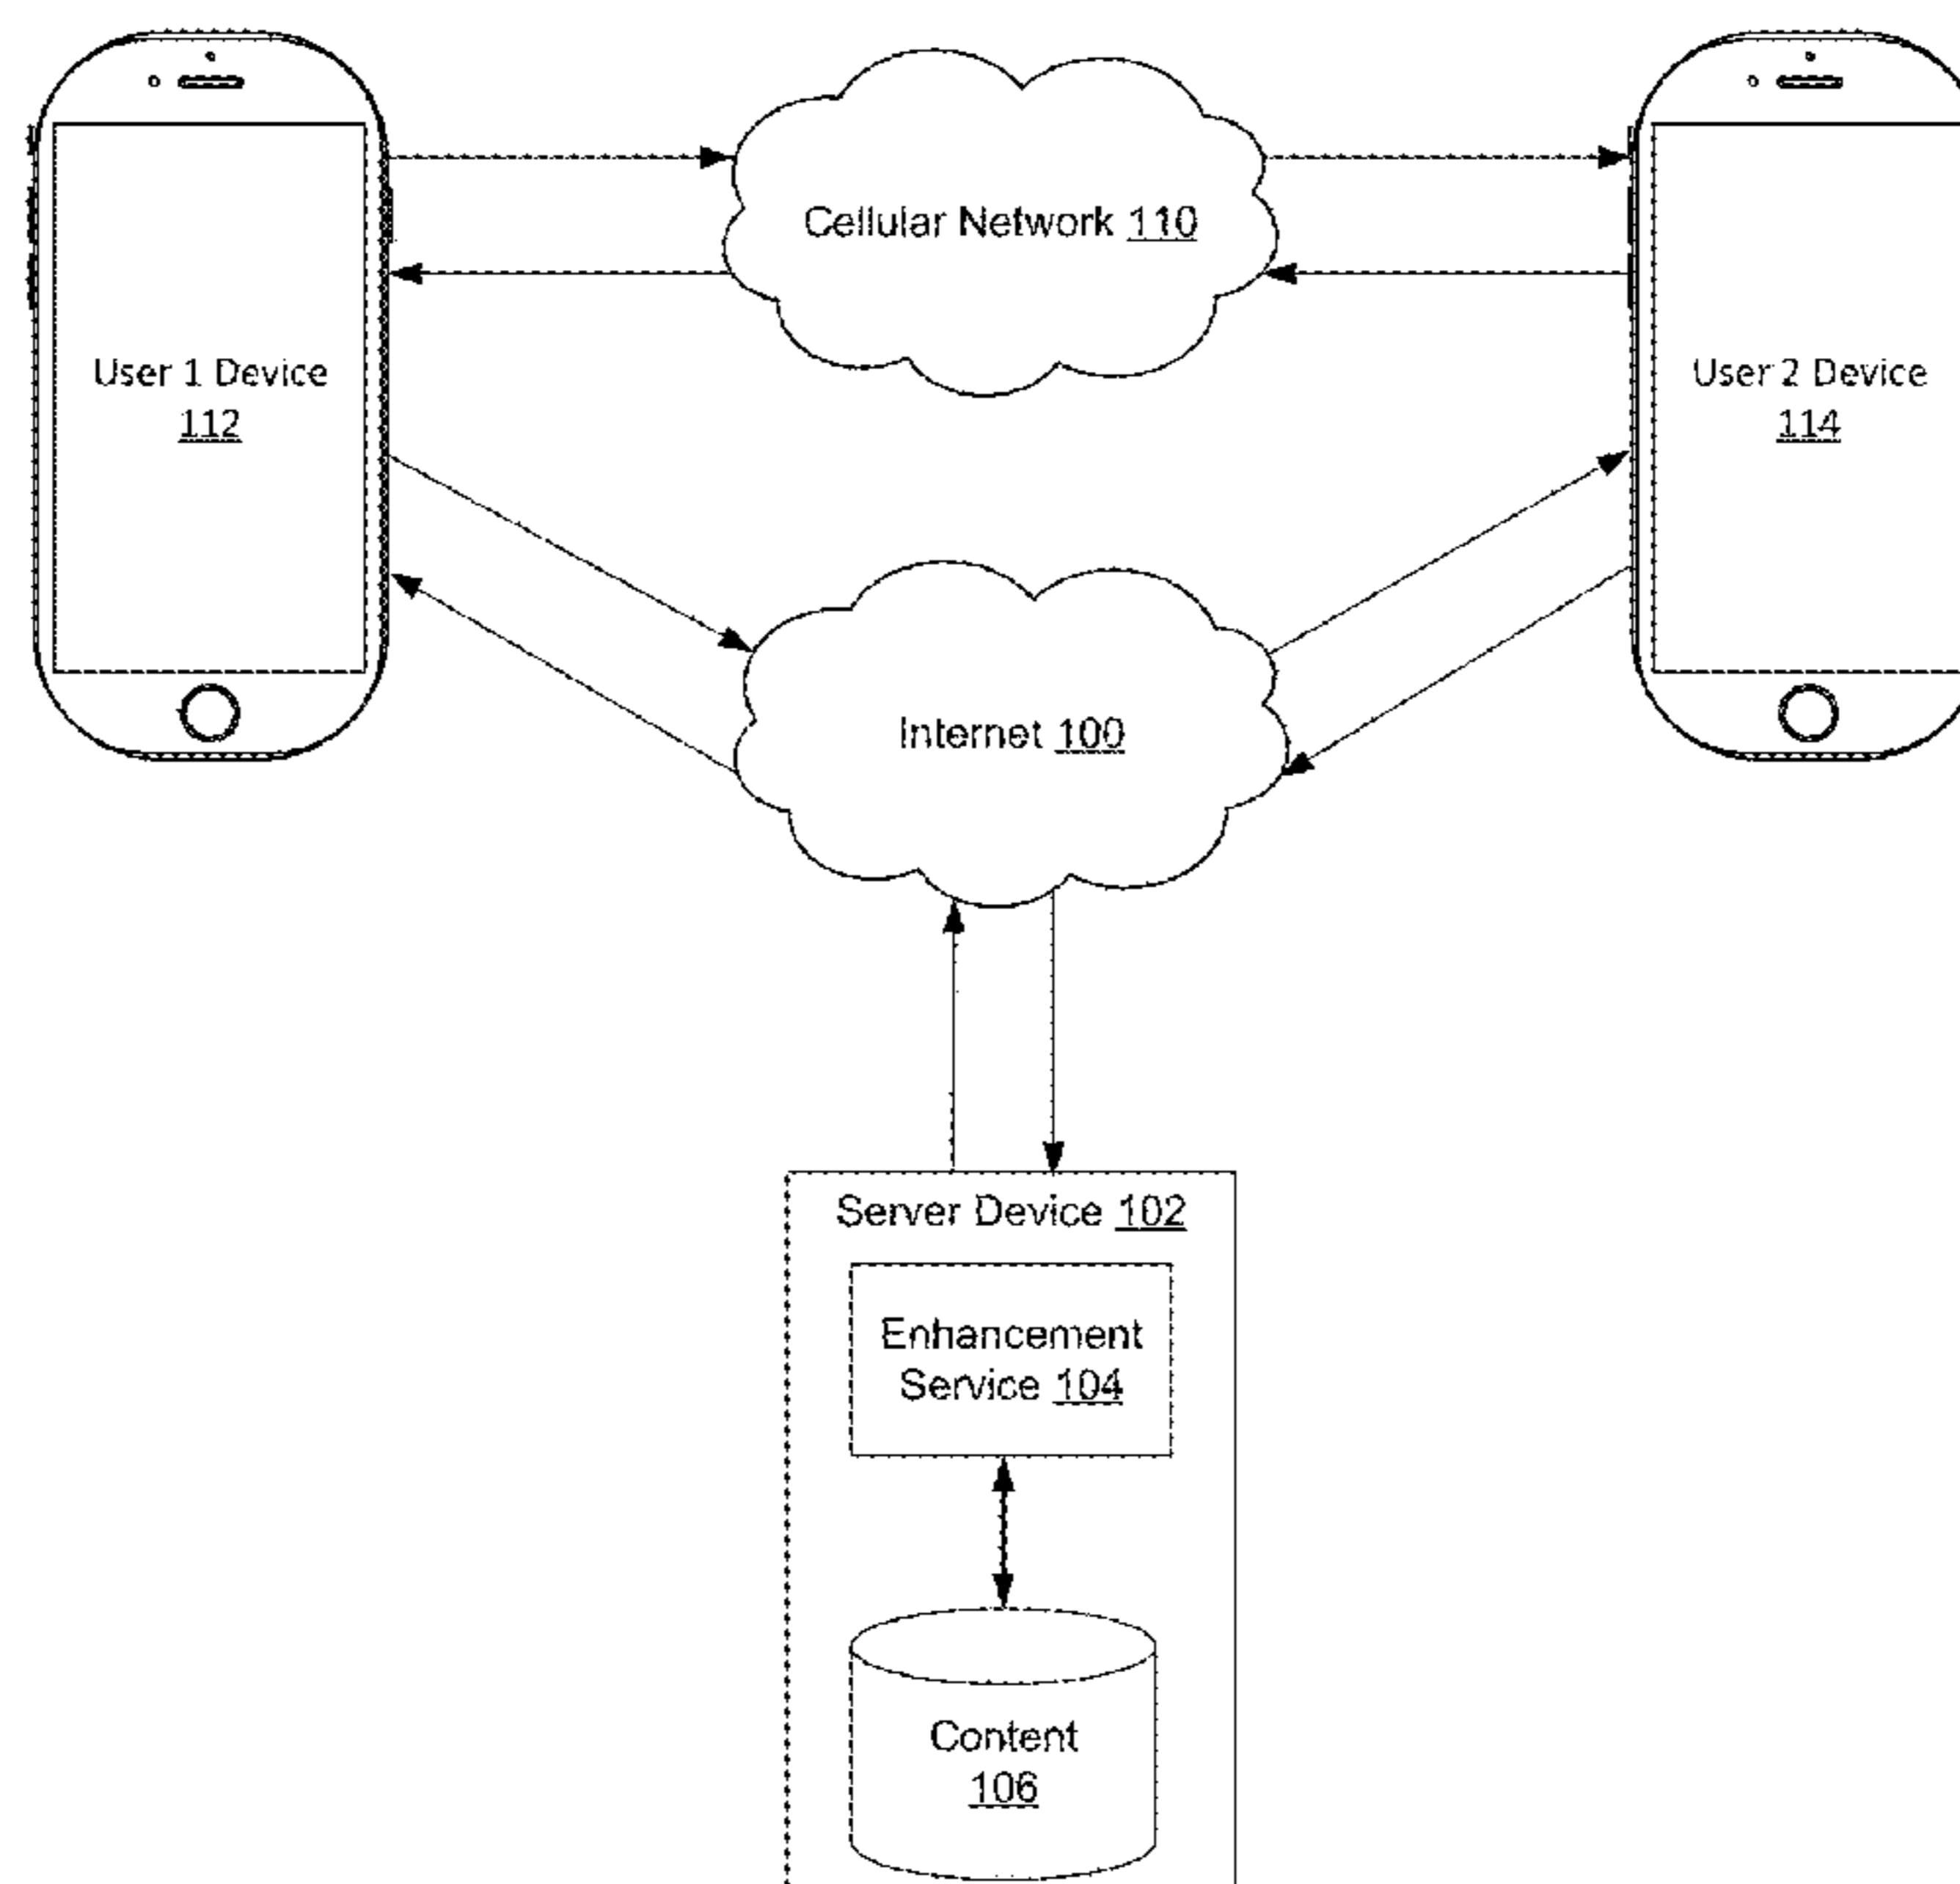 Cellular Network 110
User 1 Device
112
User 2 Device
114
Internet 100
Server Device 102
Enhancement
Service 104
Content
106